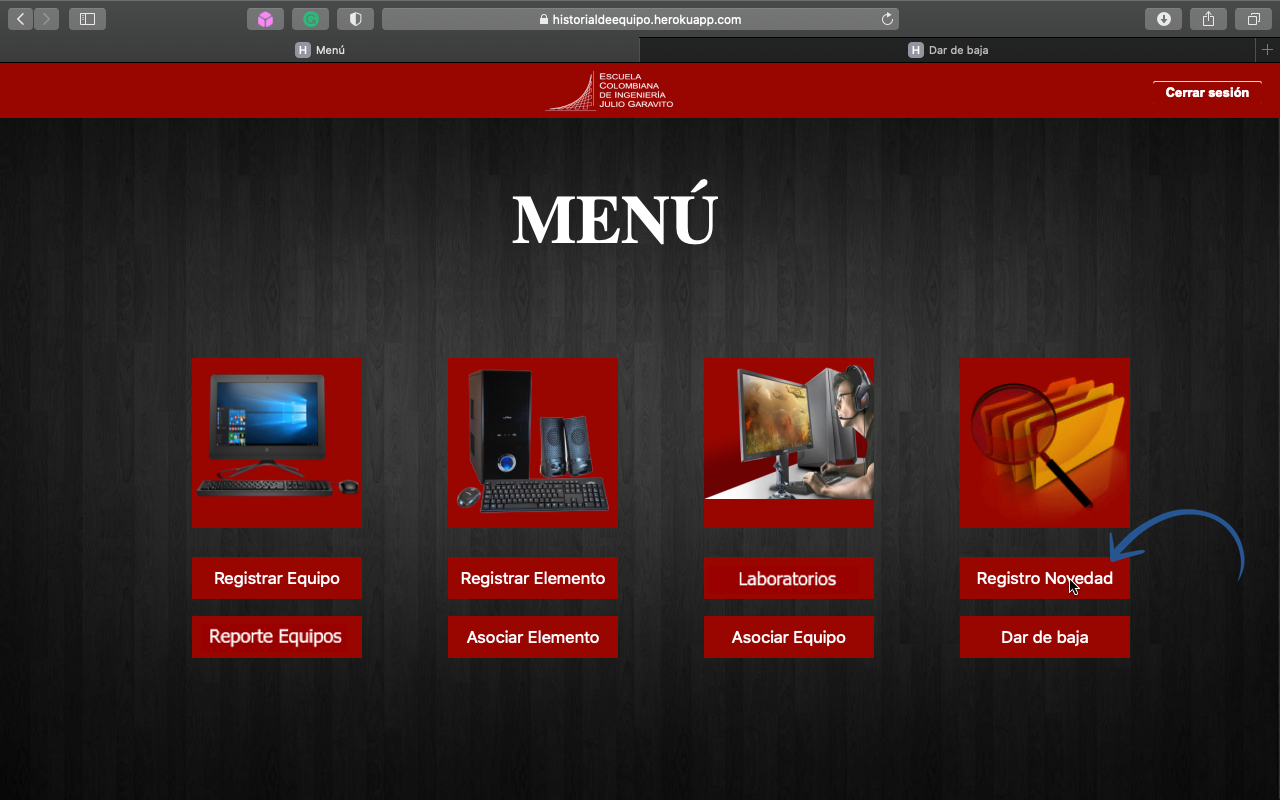 historialdeequipo.herokuapp.com
H Menú
H Dar de baja
ESCUELA
COLOMBIANA
DE INGENIERÍA
JULIO GARAVITO
Cerrar sesión
MENÚ
Registrar Equipo
Registrar Elemento
Laboratorios
Registro Novedad
Reporte Equipos
Asociar Elemento
Asociar Equipo
Dar de baja